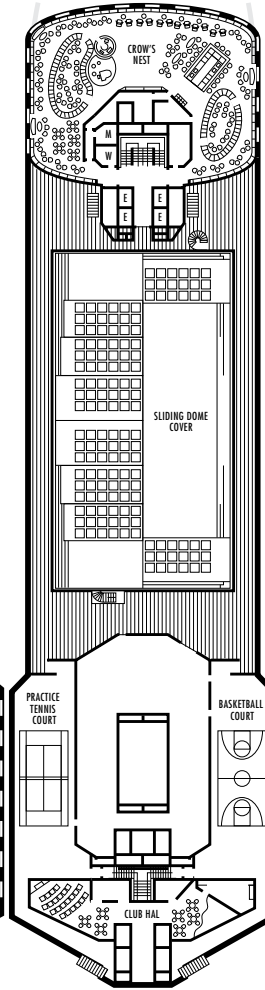 CROW'S
NEST
M
W
E
E
E
E
SLIDING DOME
COVER
PRACTICE
TENNIS
COURT
BASKETBALL
COURT
CLUB HAL